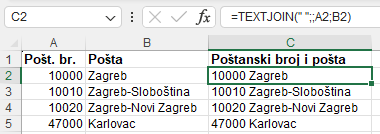 C2 fx =TEXTJOIN(" ";;A2;B2)
A B C
1 Pošt. br. Pošta Poštanski broj i pošta
2 10000 Zagreb 10000 Zagreb
3 10010 Zagreb-Sloboština 10010 Zagreb-Sloboština
4 10020 Zagreb-Novi Zagreb 10020 Zagreb-Novi Zagreb
5 47000 Karlovac 47000 Karlovac